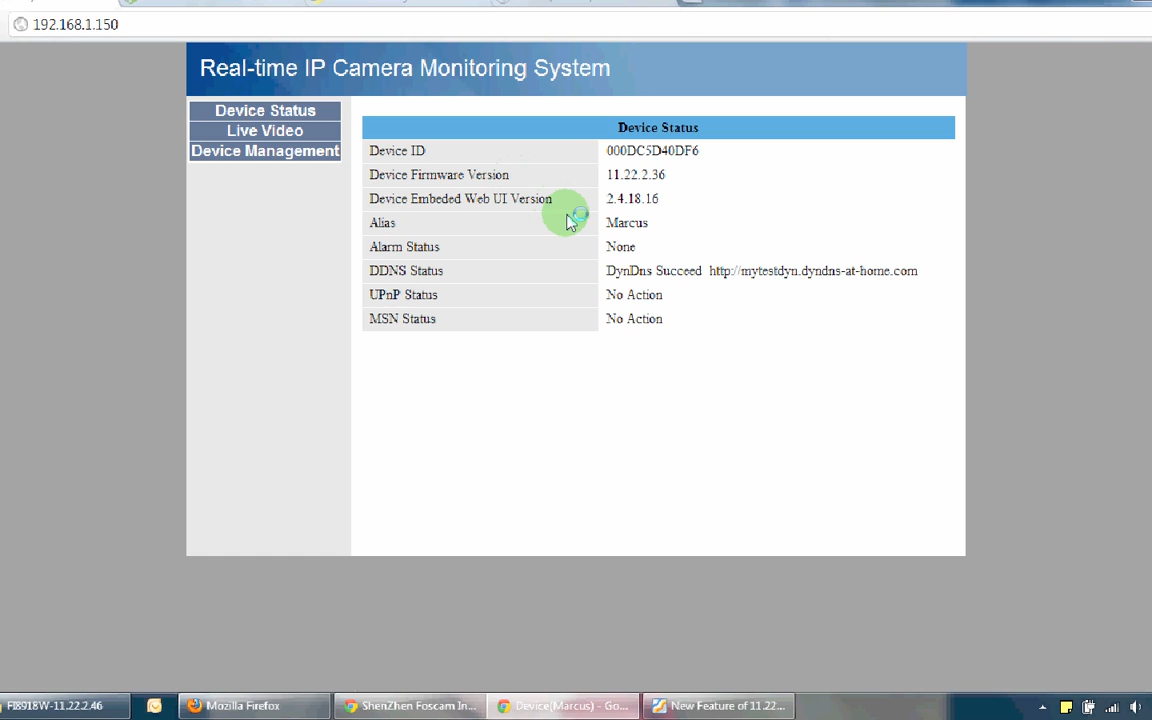 192.168.1.150
Real-time IP Camera Monitoring System
Device Status
Live Video
Device Management
Device Status
Device ID 000DC5D40DF6
Device Firmware Version 11.22.2.36
Device Embeded Web UI Version 2.4.18.16
Alias Marcus
Alarm Status None
DDNS Status DynDns Succeed http://mytestdyn.dyndns-at-home.com
UPnP Status No Action
MSN Status No Action
FI8918W-11.22.2.46 Mozilla Firefox ShenZhen Foscam In... Device(Marcus) - Go... New Feature of 11.22...